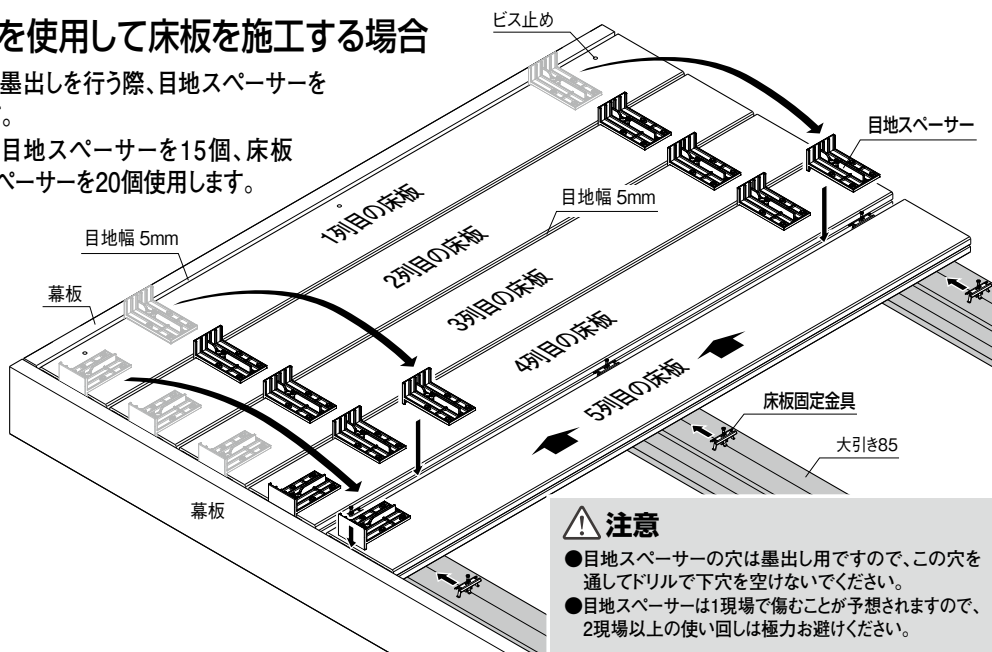 を使用して床板を施工する場合
墨出しを行う際、目地スペーサーを
。
目地スペーサーを15個、床板
ペーサーを20個使用します。
ビス止め
目地スペーサー
目地幅 5mm
目地幅 5mm
幕板
1列目の床板
2列目の床板
3列目の床板
4列目の床板
5列目の床板
床板固定金具
大引き85
幕板
注意
●目地スペーサーの穴は墨出し用ですので、この穴を
通してドリルで下穴を空けないでください。
●目地スペーサーは1現場で傷むことが予想されますので、
2現場以上の使い回しは極力お避けください。